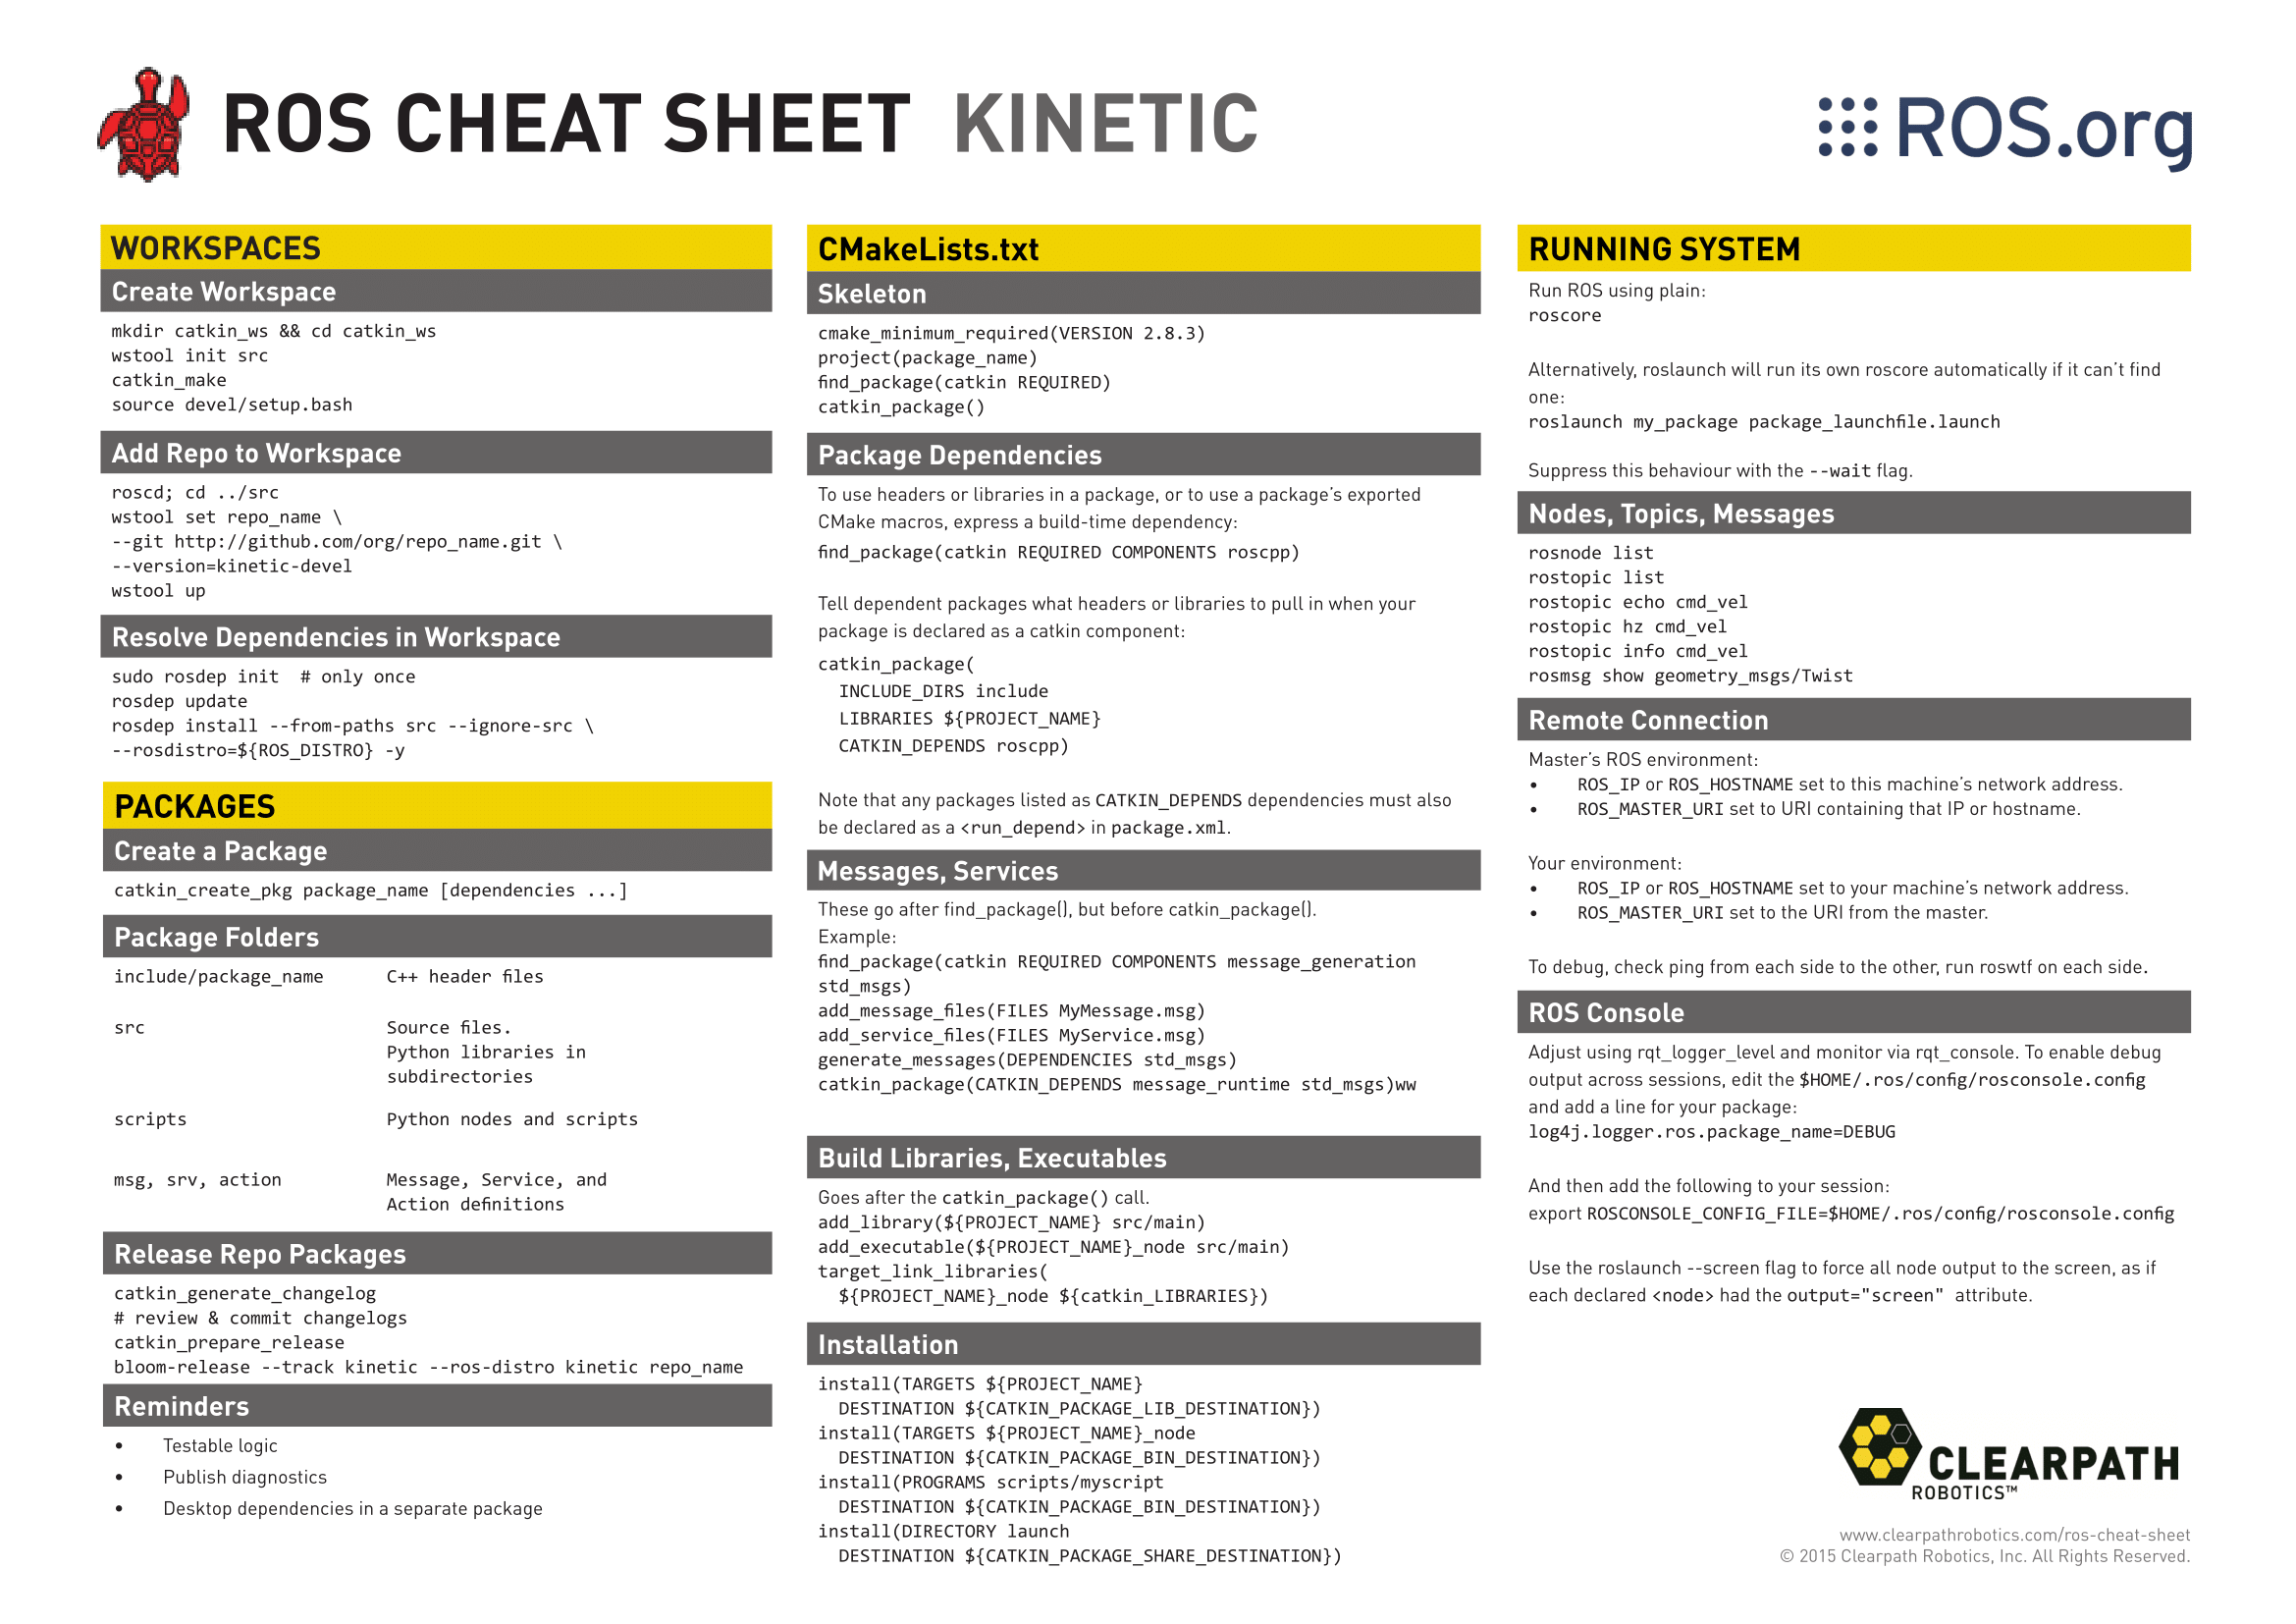 ROS CHEAT SHEET KINETIC
ROS.org
WORKSPACES
Create Workspace
mkdir catkin_ws && cd catkin_ws
wstool init src
catkin_make
source devel/setup.bash
Add Repo to Workspace
roscd; cd ../src
wstool set repo_name \
--git http://github.com/org/repo_name.git \
--version=kinetic-devel
wstool up
Resolve Dependencies in Workspace
sudo rosdep init  # only once
rosdep update
rosdep install --from-paths src --ignore-src \
--rosdistro=${ROS_DISTRO} -y
PACKAGES
Create a Package
catkin_create_pkg package_name [dependencies ...]
Package Folders
include/package_name C++ header files
src Source files.
Python libraries in
subdirectories
scripts Python nodes and scripts
msg, srv, action Message, Service, and
Action definitions
Release Repo Packages
catkin_generate_changelog
# review & commit changelogs
catkin_prepare_release
bloom-release --track kinetic --ros-distro kinetic repo_name
Reminders
• Testable logic
• Publish diagnostics
• Desktop dependencies in a separate package
CMakeLists.txt
Skeleton
cmake_minimum_required(VERSION 2.8.3)
project(package_name)
find_package(catkin REQUIRED)
catkin_package()
Package Dependencies
To use headers or libraries in a package, or to use a package's exported
CMake macros, express a build-time dependency:
find_package(catkin REQUIRED COMPONENTS roscpp)
Tell dependent packages what headers or libraries to pull in when your
package is declared as a catkin component:
catkin_package(
  INCLUDE_DIRS include
  LIBRARIES ${PROJECT_NAME}
  CATKIN_DEPENDS roscpp)
Note that any packages listed as CATKIN_DEPENDS dependencies must also
be declared as a <run_depend> in package.xml.
Messages, Services
These go after find_package(), but before catkin_package().
Example:
find_package(catkin REQUIRED COMPONENTS message_generation
std_msgs)
add_message_files(FILES MyMessage.msg)
add_service_files(FILES MyService.msg)
generate_messages(DEPENDENCIES std_msgs)
catkin_package(CATKIN_DEPENDS message_runtime std_msgs)ww
Build Libraries, Executables
Goes after the catkin_package() call.
add_library(${PROJECT_NAME} src/main)
add_executable(${PROJECT_NAME}_node src/main)
target_link_libraries(
  ${PROJECT_NAME}_node ${catkin_LIBRARIES})
Installation
install(TARGETS ${PROJECT_NAME}
  DESTINATION ${CATKIN_PACKAGE_LIB_DESTINATION})
install(TARGETS ${PROJECT_NAME}_node
  DESTINATION ${CATKIN_PACKAGE_BIN_DESTINATION})
install(PROGRAMS scripts/myscript
  DESTINATION ${CATKIN_PACKAGE_BIN_DESTINATION})
install(DIRECTORY launch
  DESTINATION ${CATKIN_PACKAGE_SHARE_DESTINATION})
RUNNING SYSTEM
Run ROS using plain:
roscore
Alternatively, roslaunch will run its own roscore automatically if it can't find
one:
roslaunch my_package package_launchfile.launch
Suppress this behaviour with the --wait flag.
Nodes, Topics, Messages
rosnode list
rostopic list
rostopic echo cmd_vel
rostopic hz cmd_vel
rostopic info cmd_vel
rosmsg show geometry_msgs/Twist
Remote Connection
Master's ROS environment:
• ROS_IP or ROS_HOSTNAME set to this machine's network address.
• ROS_MASTER_URI set to URI containing that IP or hostname.
Your environment:
• ROS_IP or ROS_HOSTNAME set to your machine's network address.
• ROS_MASTER_URI set to the URI from the master.
To debug, check ping from each side to the other, run roswtf on each side.
ROS Console
Adjust using rqt_logger_level and monitor via rqt_console. To enable debug
output across sessions, edit the $HOME/.ros/config/rosconsole.config
and add a line for your package:
log4j.logger.ros.package_name=DEBUG
And then add the following to your session:
export ROSCONSOLE_CONFIG_FILE=$HOME/.ros/config/rosconsole.config
Use the roslaunch --screen flag to force all node output to the screen, as if
each declared <node> had the output="screen" attribute.
CLEARPATH
ROBOTICS™
www.clearpathrobotics.com/ros-cheat-sheet
© 2015 Clearpath Robotics, Inc. All Rights Reserved.